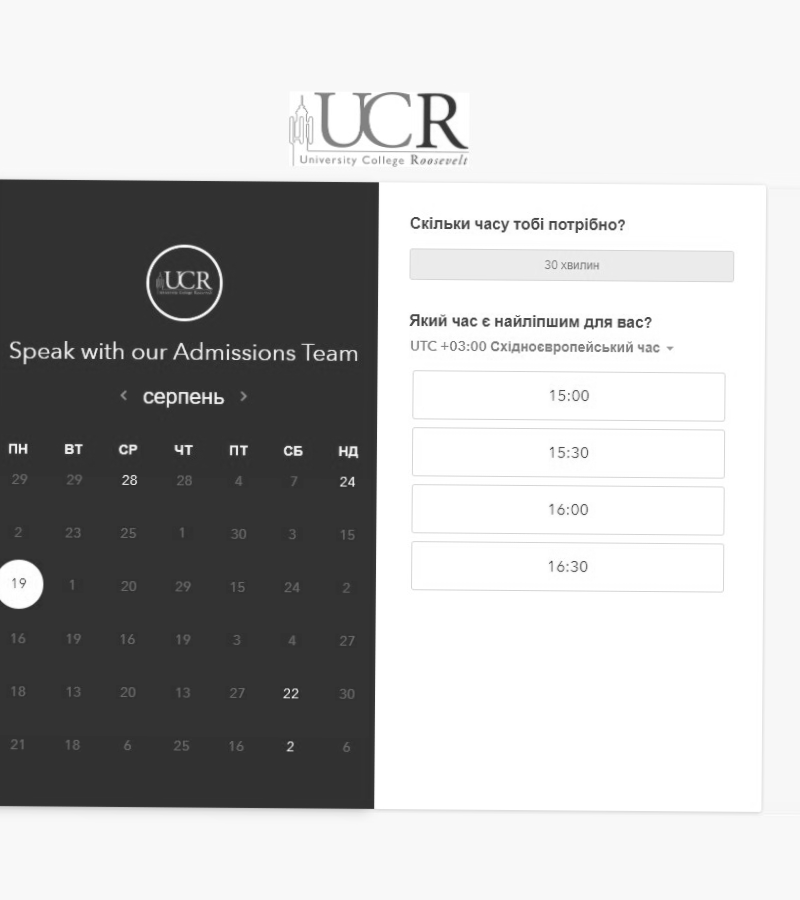 UCR
University College Roosevelt
UCR
Speak with our Admissions Team
серпень
ПН ВТ СР ЧТ ПТ СБ НД
29 29 28 28 4 7 24
2 23 25 1 30 3 15
19 1 20 29 15 24 2
16 19 16 19 3 4 27
18 13 20 13 27 22 30
21 18 6 25 16 2 6
Скільки часу тобі потрібно?
30 хвилин
Який час є найліпшим для вас?
UTC +03:00 Східноєвропейський час
15:00
15:30
16:00
16:30